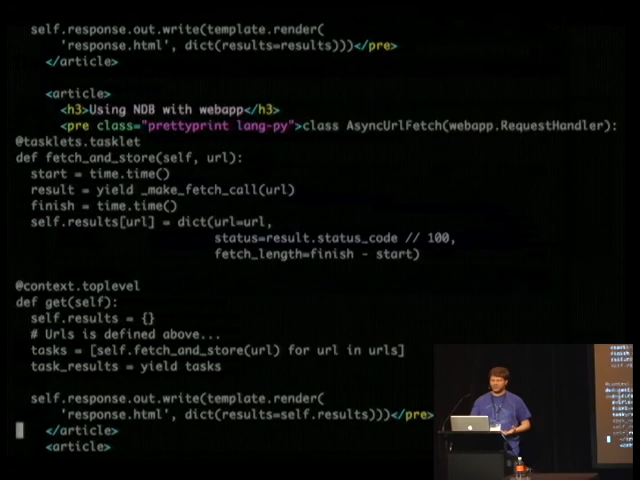 self.response.out.write(template.render(
'response.html', dict(results=results)))</pre>
</article>
<article>
<h3>Using NDB with webapp</h3>
<pre class="prettyprint lang-py">class AsyncUrlFetch(webapp.RequestHandler):
@tasklets.tasklet
def fetch_and_store(self, url):
start = time.time()
result = yield _make_fetch_call(url)
finish = time.time()
self.results[url] = dict(url=url,
status=result.status_code // 100,
fetch_length=finish - start)
@context.toplevel
def get(self):
self.results = {}
# Urls is defined above...
tasks = [self.fetch_and_store(url) for url in urls]
task_results = yield tasks
self.response.out.write(template.render(
'response.html', dict(results=self.results)))</pre>
</article>
<article>